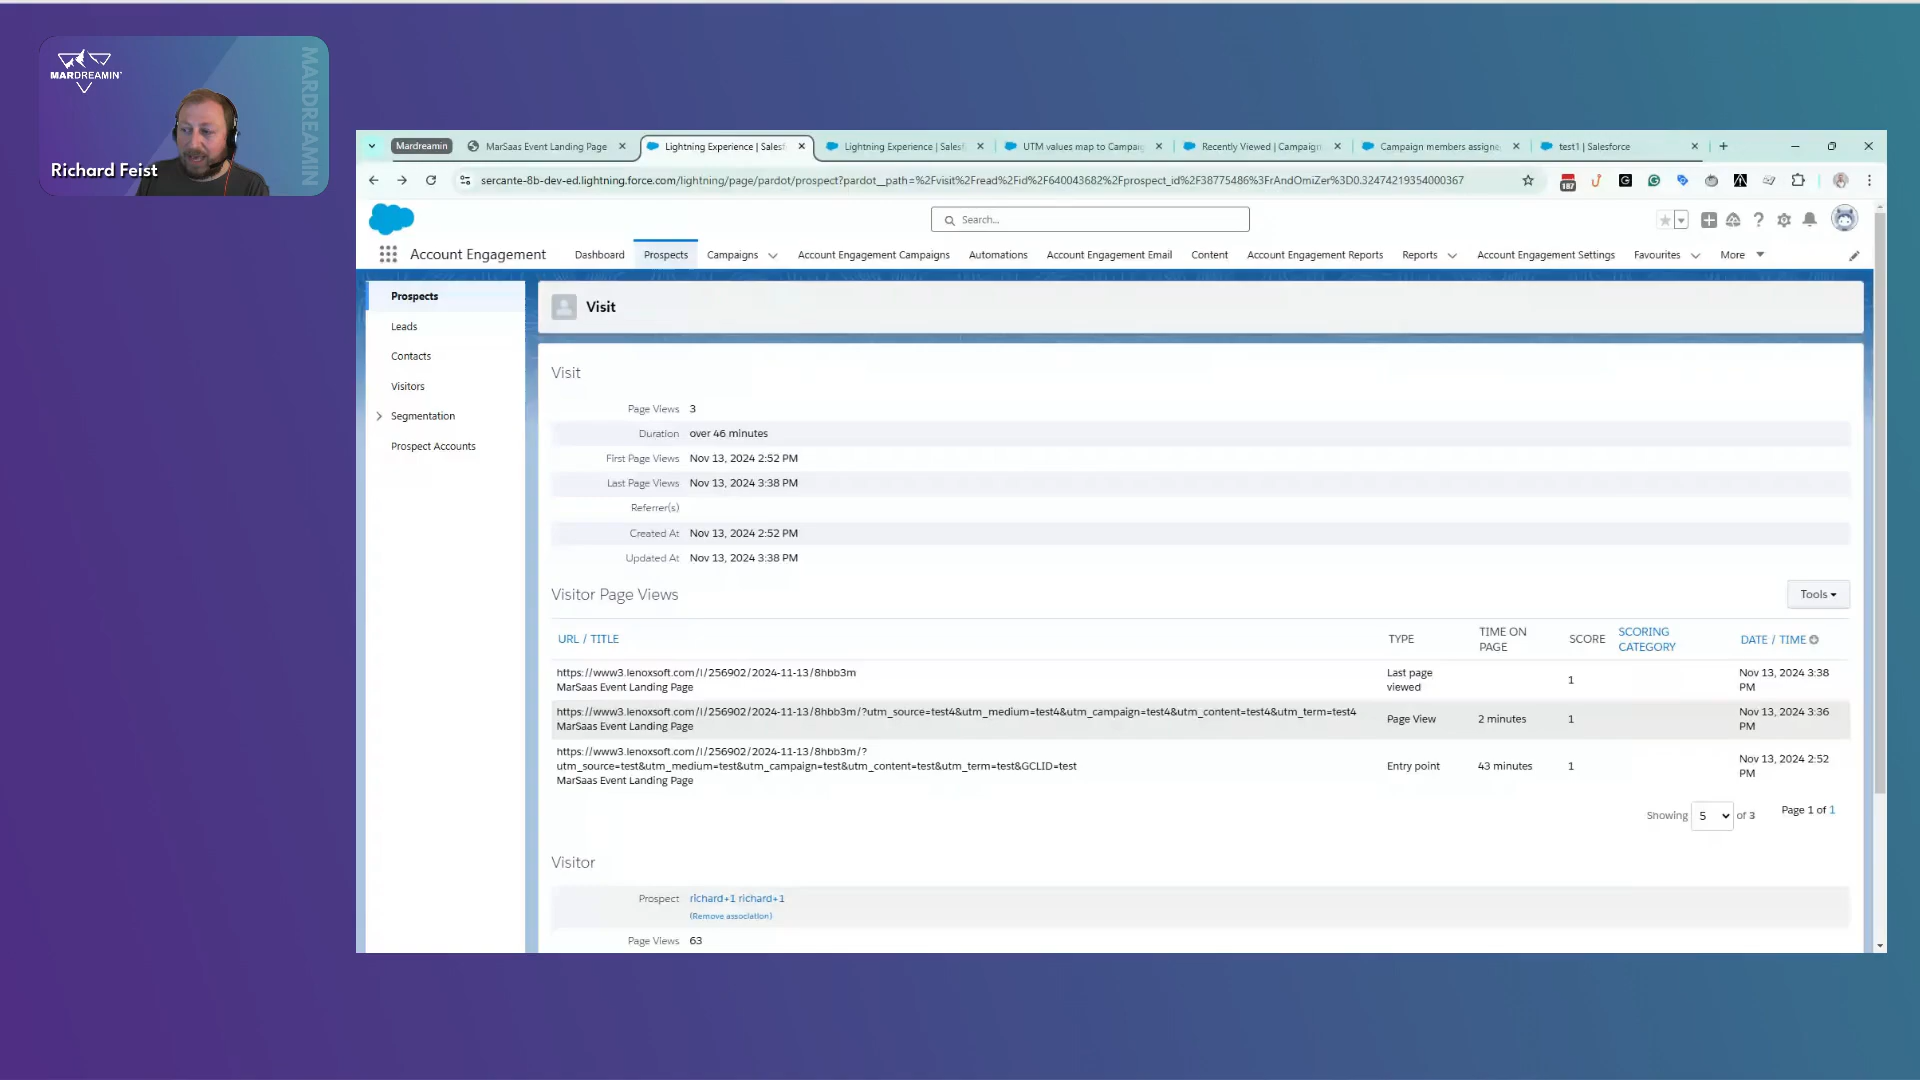 MARDREAMIN'
MARDREAMIN
Richard Feist
Mardreamin
MarSaas Event Landing Page
Lightning Experience | Salesf
Lightning Experience | Salesf
UTM values map to Campaig
Recently Viewed | Campaign
Campaign members assigne
test1 | Salesforce
sercante-8b-dev-ed.lightning.force.com/lightning/page/pardot/prospect?pardot__path=%2Fvisit%2Fread%2Fid%2F640043682%2Fprospect_id%2F38775486%3FrAndOmiZer%3D0.32474219354000367
187
Search...
Account Engagement
Dashboard
Prospects
Campaigns
Account Engagement Campaigns
Automations
Account Engagement Email
Content
Account Engagement Reports
Reports
Account Engagement Settings
Favourites
More
Prospects
Leads
Contacts
Visitors
Segmentation
Prospect Accounts
Visit
Visit
Page Views 3
Duration over 46 minutes
First Page Views Nov 13, 2024 2:52 PM
Last Page Views Nov 13, 2024 3:38 PM
Referrer(s)
Created At Nov 13, 2024 2:52 PM
Updated At Nov 13, 2024 3:38 PM
Visitor Page Views
Tools
URL / TITLE
TYPE
TIME ON PAGE
SCORE
SCORING CATEGORY
DATE / TIME
https://www3.lenoxsoft.com/l/256902/2024-11-13/8hbb3m
MarSaas Event Landing Page
Last page viewed
1
Nov 13, 2024 3:38 PM
https://www3.lenoxsoft.com/l/256902/2024-11-13/8hbb3m/?utm_source=test4&utm_medium=test4&utm_campaign=test4&utm_content=test4&utm_term=test4
MarSaas Event Landing Page
Page View
2 minutes
1
Nov 13, 2024 3:36 PM
https://www3.lenoxsoft.com/l/256902/2024-11-13/8hbb3m/?
utm_source=test&utm_medium=test&utm_campaign=test&utm_content=test&utm_term=test&GCLID=test
MarSaas Event Landing Page
Entry point
43 minutes
1
Nov 13, 2024 2:52 PM
Showing 5 of 3
Page 1 of 1
Visitor
Prospect richard+1 richard+1
(Remove association)
Page Views 63